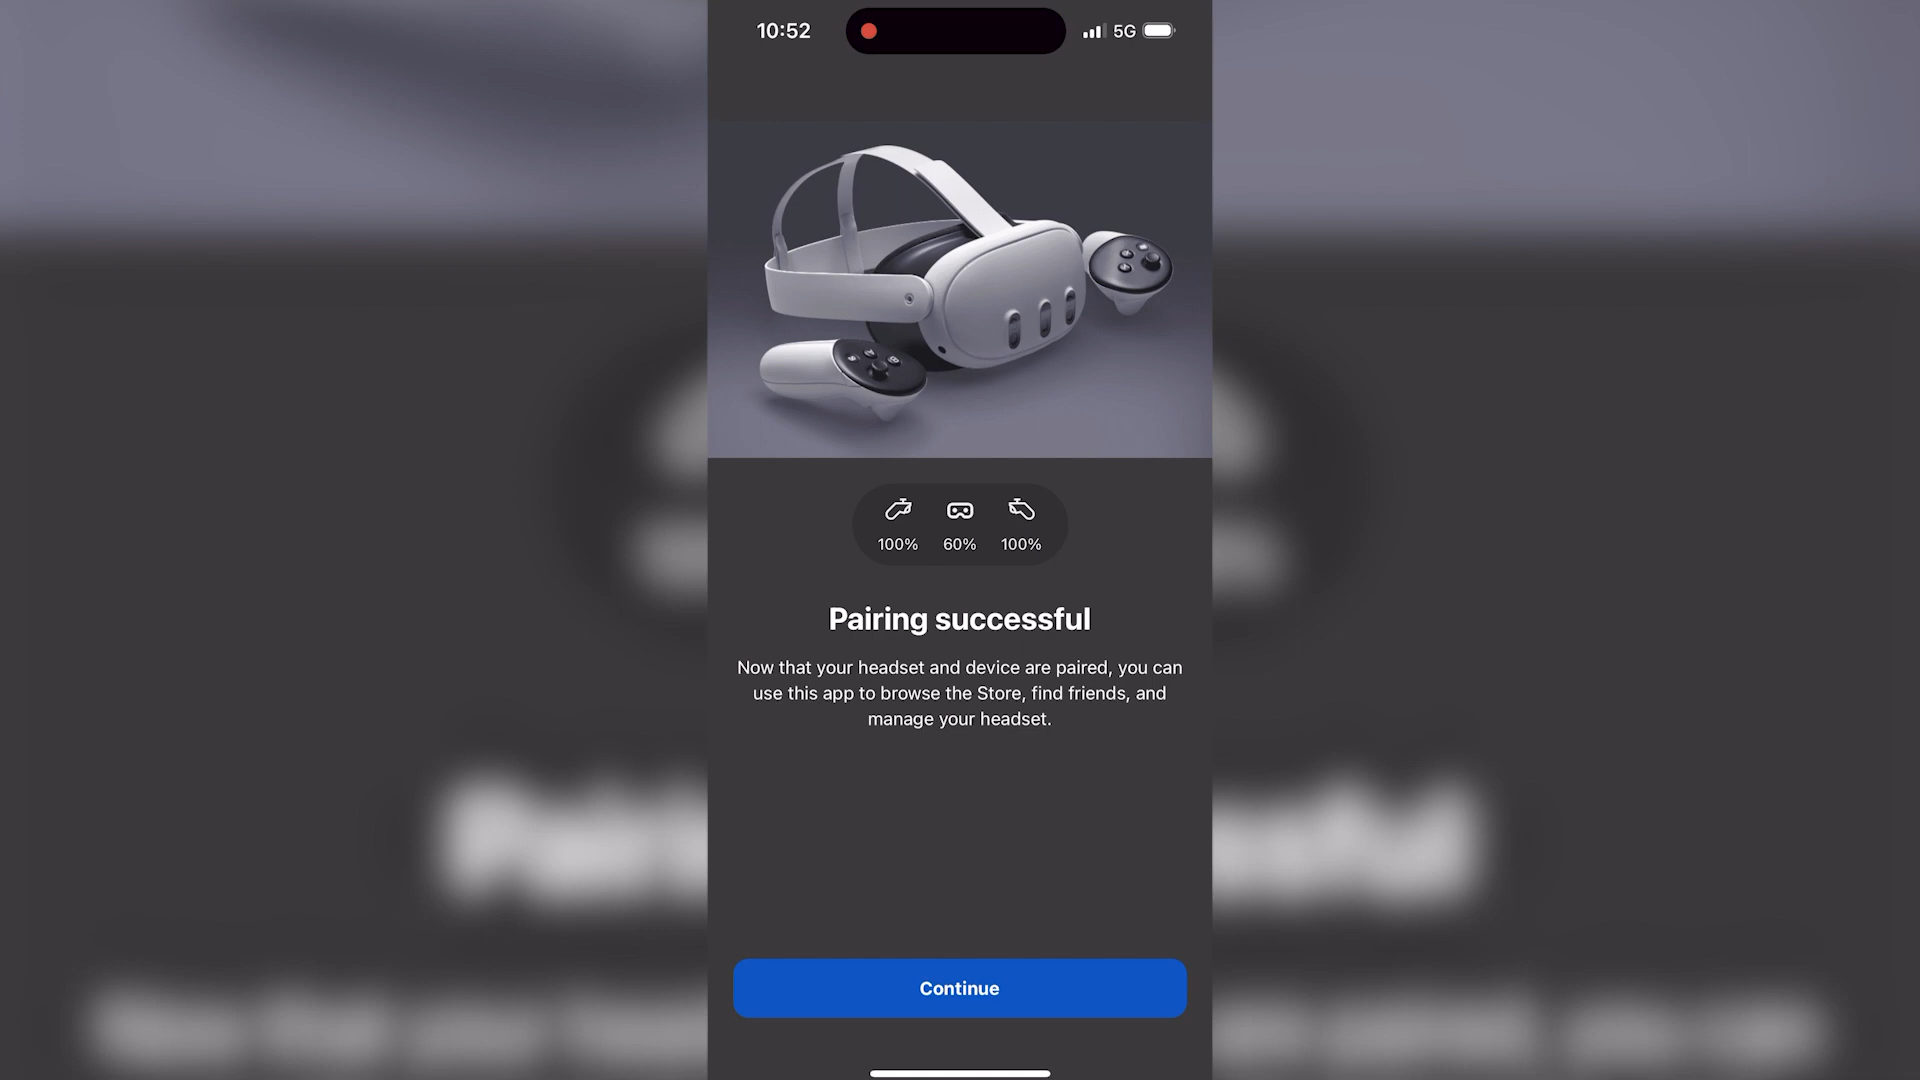 10:52
5G
100% 60% 100%
Pairing successful
Now that your headset and device are paired, you can
use this app to browse the Store, find friends, and
manage your headset.
Continue